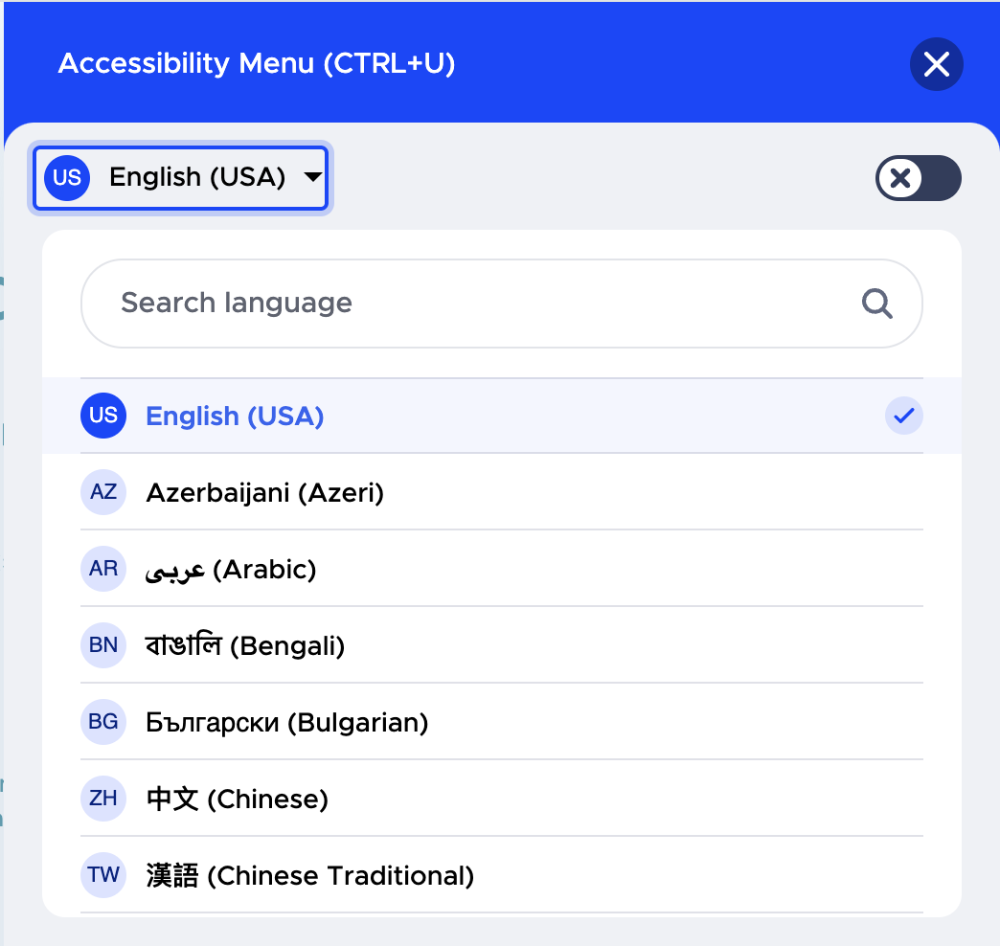 Accessibility Menu (CTRL+U)
US English (USA)
Search language
US English (USA)
AZ Azerbaijani (Azeri)
AR عربى (Arabic)
BN বাঙালি (Bengali)
BG Български (Bulgarian)
ZH 中文 (Chinese)
TW 漢語 (Chinese Traditional)